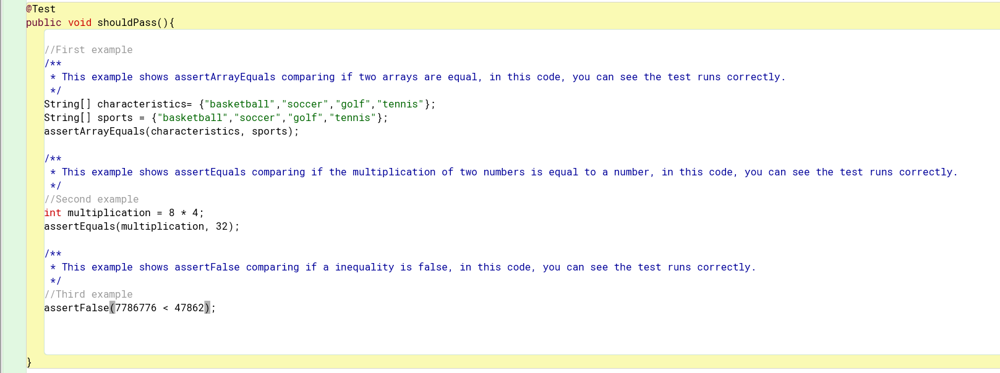 @Test
public void shouldPass(){
//First example
/**
* This example shows assertArrayEquals comparing if two arrays are equal, in this code, you can see the test runs correctly.
*/
String[] characteristics= {"basketball","soccer","golf","tennis"};
String[] sports = {"basketball","soccer","golf","tennis"};
assertArrayEquals(characteristics, sports);
/**
* This example shows assertEquals comparing if the multiplication of two numbers is equal to a number, in this code, you can see the test runs correctly.
*/
//Second example
int multiplication = 8 * 4;
assertEquals(multiplication, 32);
/**
* This example shows assertFalse comparing if a inequality is false, in this code, you can see the test runs correctly.
*/
//Third example
assertFalse(7786776 < 47862);
}